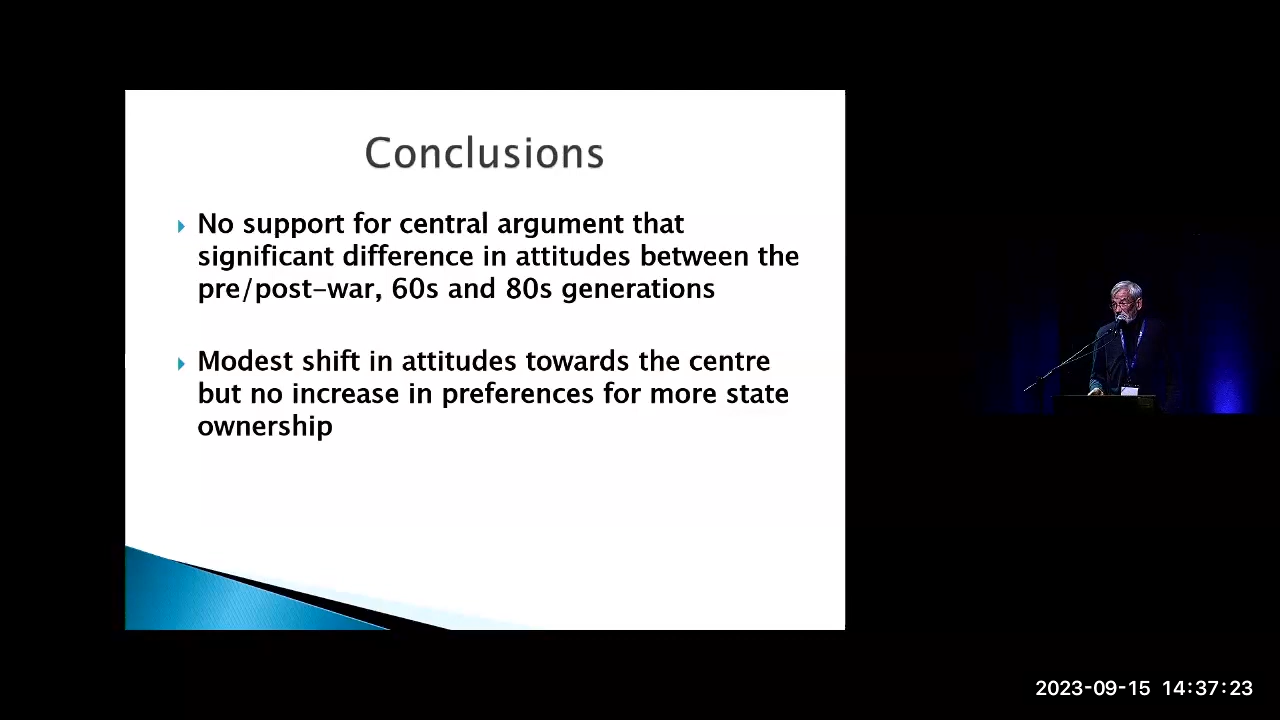 Conclusions
No support for central argument that
significant difference in attitudes between the
pre/post-war, 60s and 80s generations
Modest shift in attitudes towards the centre
but no increase in preferences for more state
ownership
2023-09-15 14:37:23